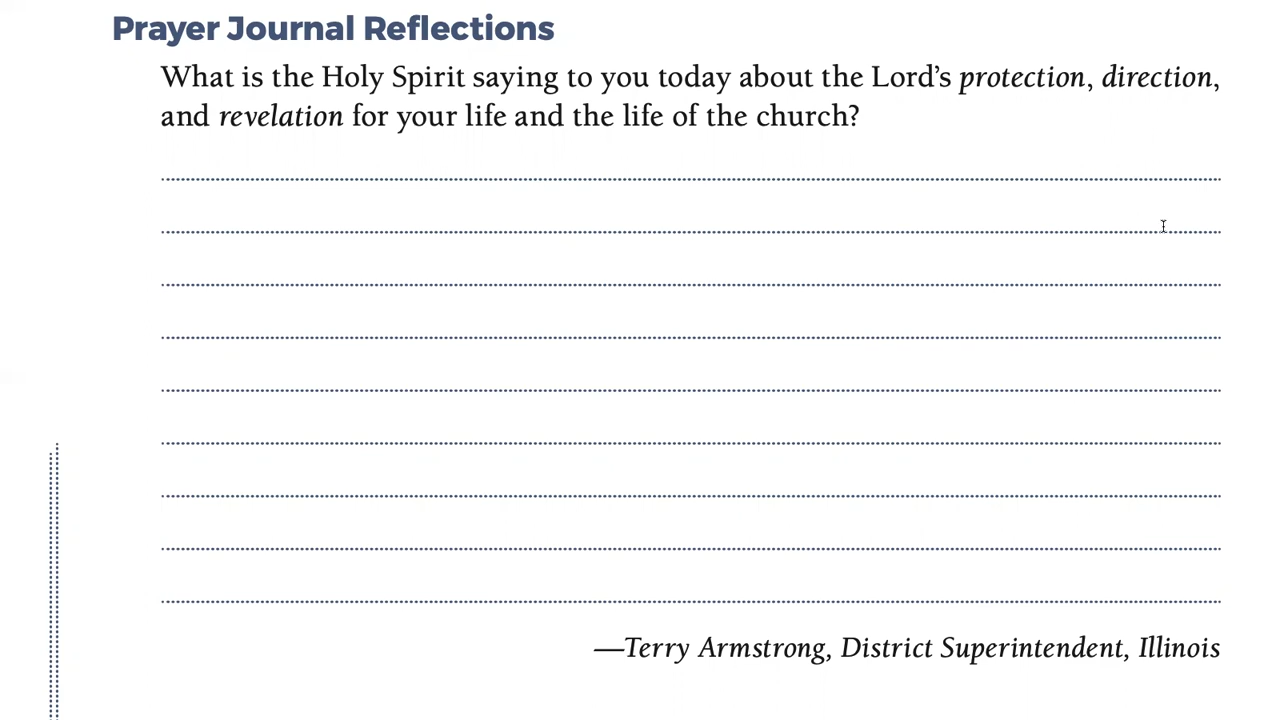 Prayer Journal Reflections
What is the Holy Spirit saying to you today about the Lord’s protection, direction,
and revelation for your life and the life of the church?
—Terry Armstrong, District Superintendent, Illinois